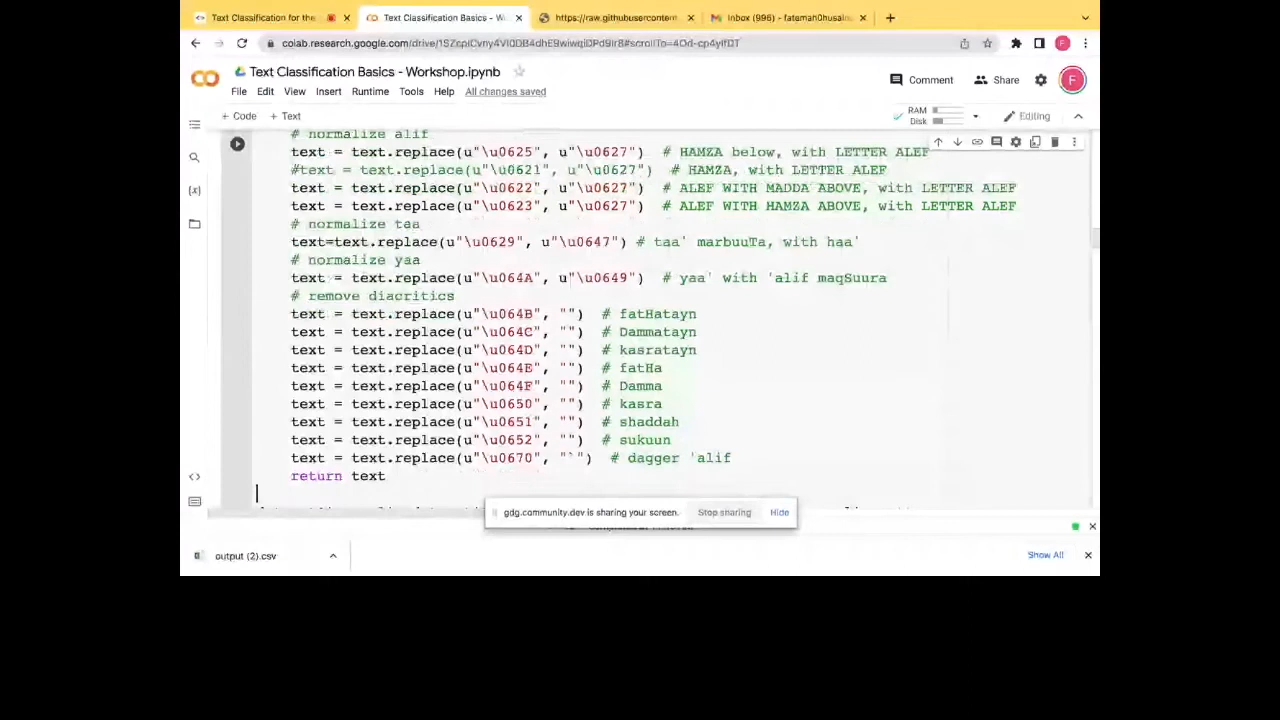 Text Classification for the
Text Classification Basics - Wo
https://raw.githubusercontent
Inbox (996) - fatemah0husain
Text Classification Basics - Workshop.ipynb
File Edit View Insert Runtime Tools Help All changes saved
Comment
Share
F
+ Code + Text
RAM
Disk
Editing
# normalize alif
text = text.replace(u"\u0625", u"\u0627") # HAMZA below, with LETTER ALEF
#text = text.replace(u"\u0621", u"\u0627") # HAMZA, with LETTER ALEF
text = text.replace(u"\u0622", u"\u0627") # ALEF WITH MADDA ABOVE, with LETTER ALEF
text = text.replace(u"\u0623", u"\u0627") # ALEF WITH HAMZA ABOVE, with LETTER ALEF
# normalize taa
text=text.replace(u"\u0629", u"\u0647") # taa' marbuuTa, with haa'
# normalize yaa
text = text.replace(u"\u064A", u"\u0649") # yaa' with 'alif maqSuura
# remove diacritics
text = text.replace(u"\u064B", "") # fatHatayn
text = text.replace(u"\u064C", "") # Dammatayn
text = text.replace(u"\u064D", "") # kasratayn
text = text.replace(u"\u064E", "") # fatHa
text = text.replace(u"\u064F", "") # Damma
text = text.replace(u"\u0650", "") # kasra
text = text.replace(u"\u0651", "") # shaddah
text = text.replace(u"\u0652", "") # sukuun
text = text.replace(u"\u0670", "`") # dagger 'alif
return text
gdg.community.dev is sharing your screen. Stop sharing Hide
output (2).csv
Show All